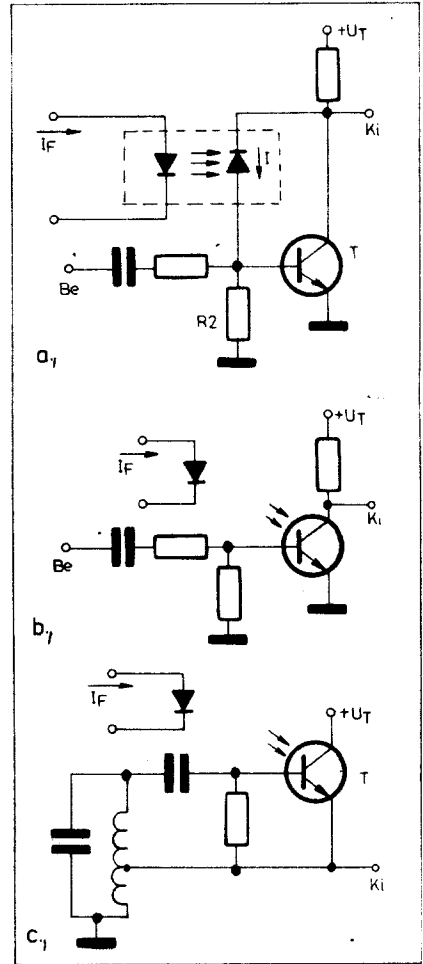 +U_T
Ki
I_F
I
T
Be
R2
a,
+U_T
I_F
Ki
Be
b,
I_F
+U_T
T
Ki
c,